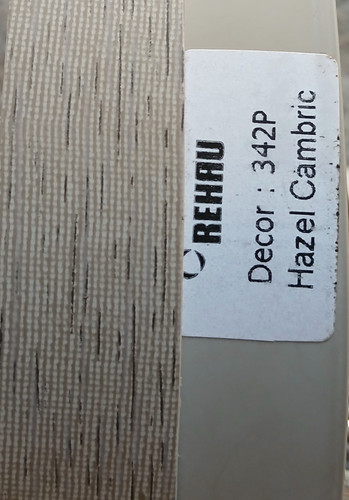 REHAU
Decor : 342P
Hazel Cambric